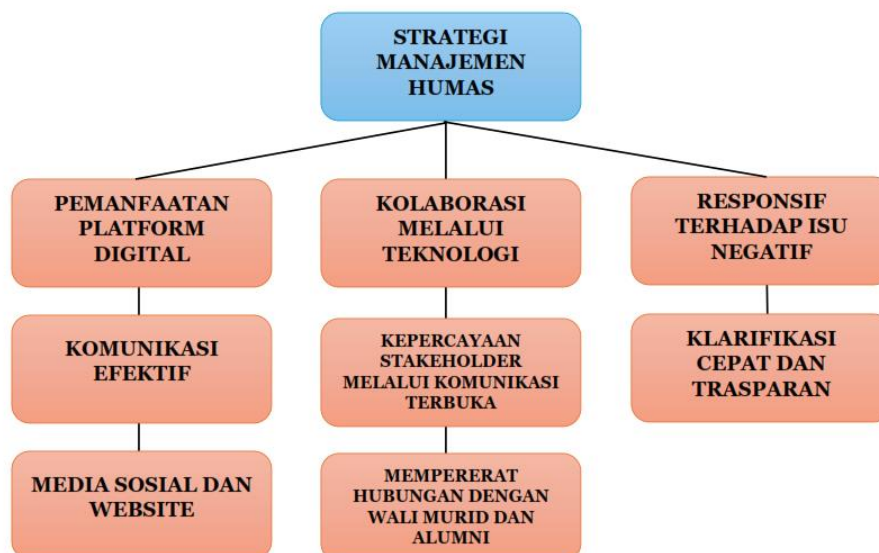 STRATEGI
MANAJEMEN
HUMAS
PEMANFAATAN
PLATFORM
DIGITAL
KOLABORASI
MELALUI
TEKNOLOGI
RESPONSIF
TERHADAP ISU
NEGATIF
KOMUNIKASI
EFEKTIF
KEPERCAYAAN
STAKEHOLDER
MELALUI KOMUNIKASI
TERBUKA
KLARIFIKASI
CEPAT DAN
TRASPARAN
MEDIA SOSIAL DAN
WEBSITE
MEMPERERAT
HUBUNGAN DENGAN
WALI MURID DAN
ALUMNI